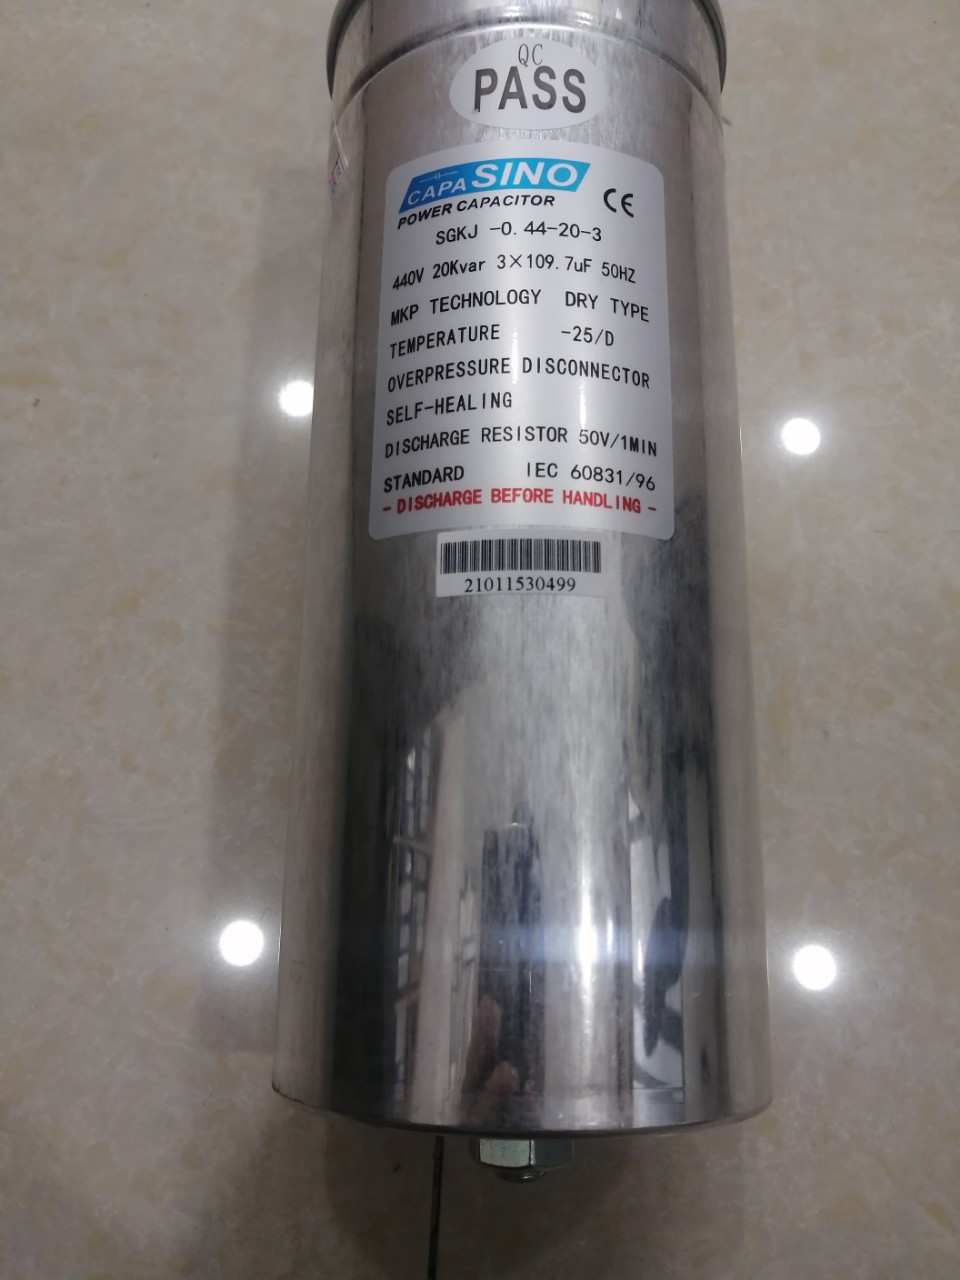 QC
PASS
CAPA SINO
POWER CAPACITOR
CE
SGKJ -0.44-20-3
440V 20Kvar 3×109.7uF 50HZ
MKP TECHNOLOGY DRY TYPE
TEMPERATURE -25/D
OVERPRESSURE DISCONNECTOR
SELF-HEALING
DISCHARGE RESISTOR 50V/1MIN
STANDARD IEC 60831/96
- DISCHARGE BEFORE HANDLING -
21011530499